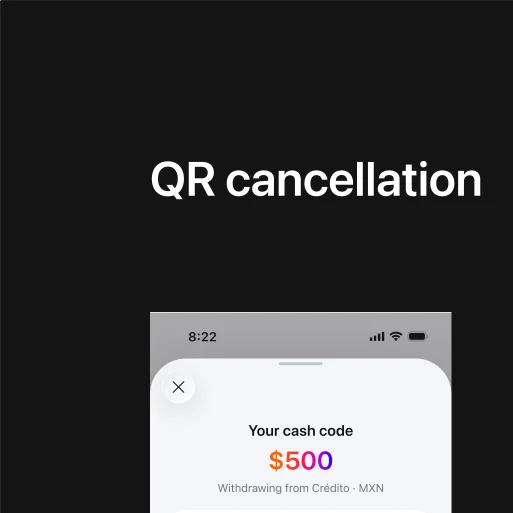 QR cancellation
8:22
Your cash code
$500
Withdrawing from Crédito · MXN